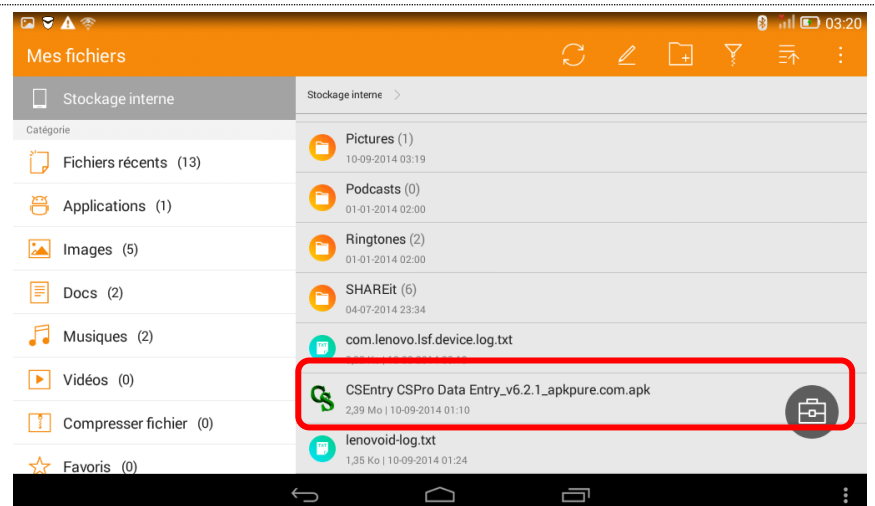 03:20
Mes fichiers
Stockage interne
Catégorie
Fichiers récents (13)
Applications (1)
Images (5)
Docs (2)
Musiques (2)
Vidéos (0)
Compresser fichier (0)
Favoris (0)
Stockage interne
Pictures (1)
10-09-2014 03:19
Podcasts (0)
01-01-2014 02:00
Ringtones (2)
01-01-2014 02:00
SHAREit (6)
04-07-2014 23:34
TXT
com.lenovo.lsf.device.log.txt
CS
CSEntry CSPro Data Entry_v6.2.1_apkpure.com.apk
2,39 Mo | 10-09-2014 01:10
TXT
lenovoid-log.txt
1,35 Ko | 10-09-2014 01:24